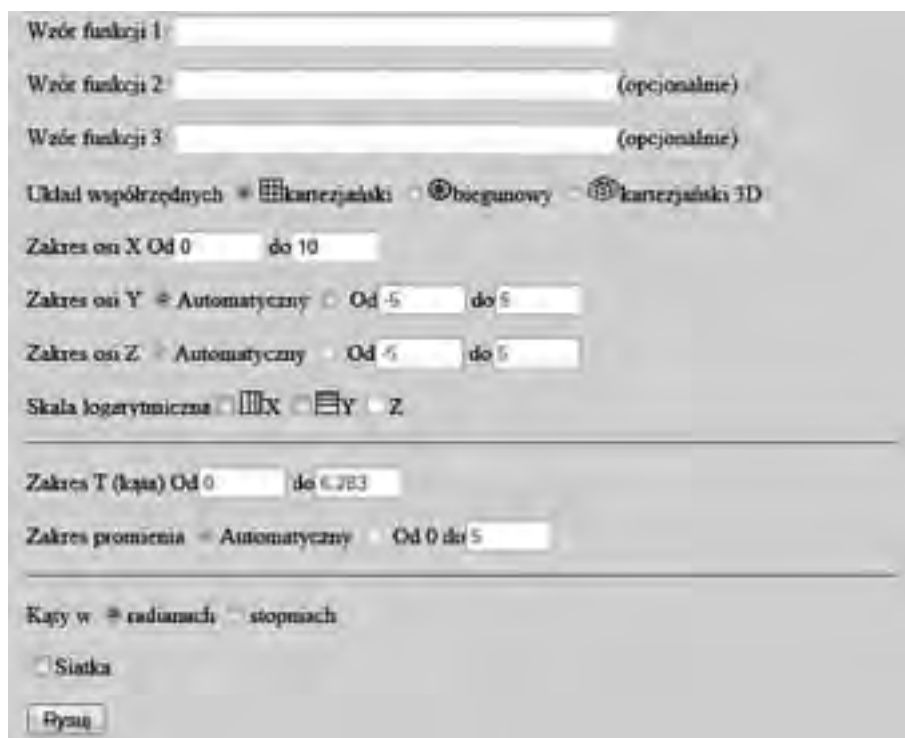 Wzór funkcji 1
Wzór funkcji 2 (opcjonalnie)
Wzór funkcji 3 (opcjonalnie)
Układ współrzędnych kartezjański biegunowy kartezjański 3D
Zakres osi X Od 0 do 10
Zakres osi Y Automatyczny Od -5 do 5
Zakres osi Z Automatyczny Od -5 do 5
Skala logarytmiczna X Y Z
Zakres T (kąta) Od 0 do 6.283
Zakres promienia Automatyczny Od 0 do 5
Kąty w radianach stopniach
Siatka
Rysuj